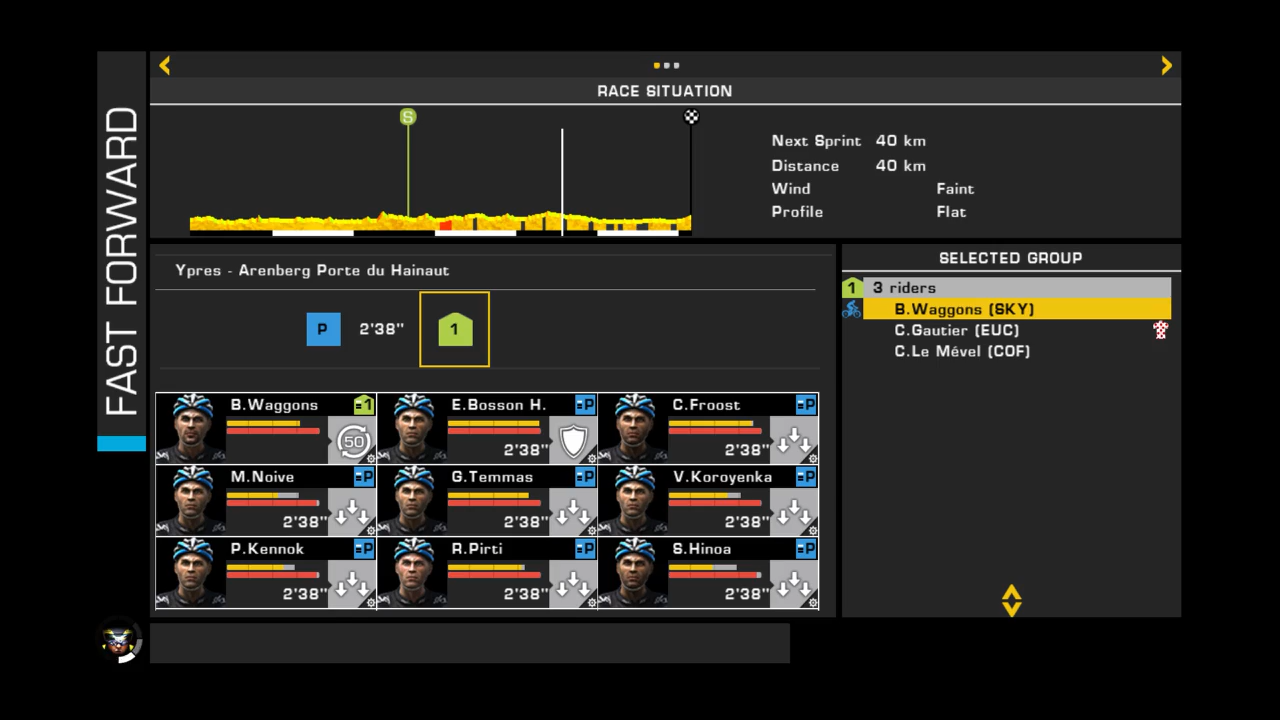 FAST FORWARD
RACE SITUATION
S
Next Sprint 40 km
Distance 40 km
Wind Faint
Profile Flat
Ypres - Arenberg Porte du Hainaut
P 2'38" 1
SELECTED GROUP
1 3 riders
B.Waggons (SKY)
C.Gautier (EUC)
C.Le Mével (COF)
B.Waggons 1
50
E.Bosson H. P
2'38"
C.Froost P
2'38"
M.Noive P
2'38"
G.Temmas P
2'38"
V.Koroyenka P
2'38"
P.Kennok P
2'38"
R.Pirti P
2'38"
S.Hinoa P
2'38"